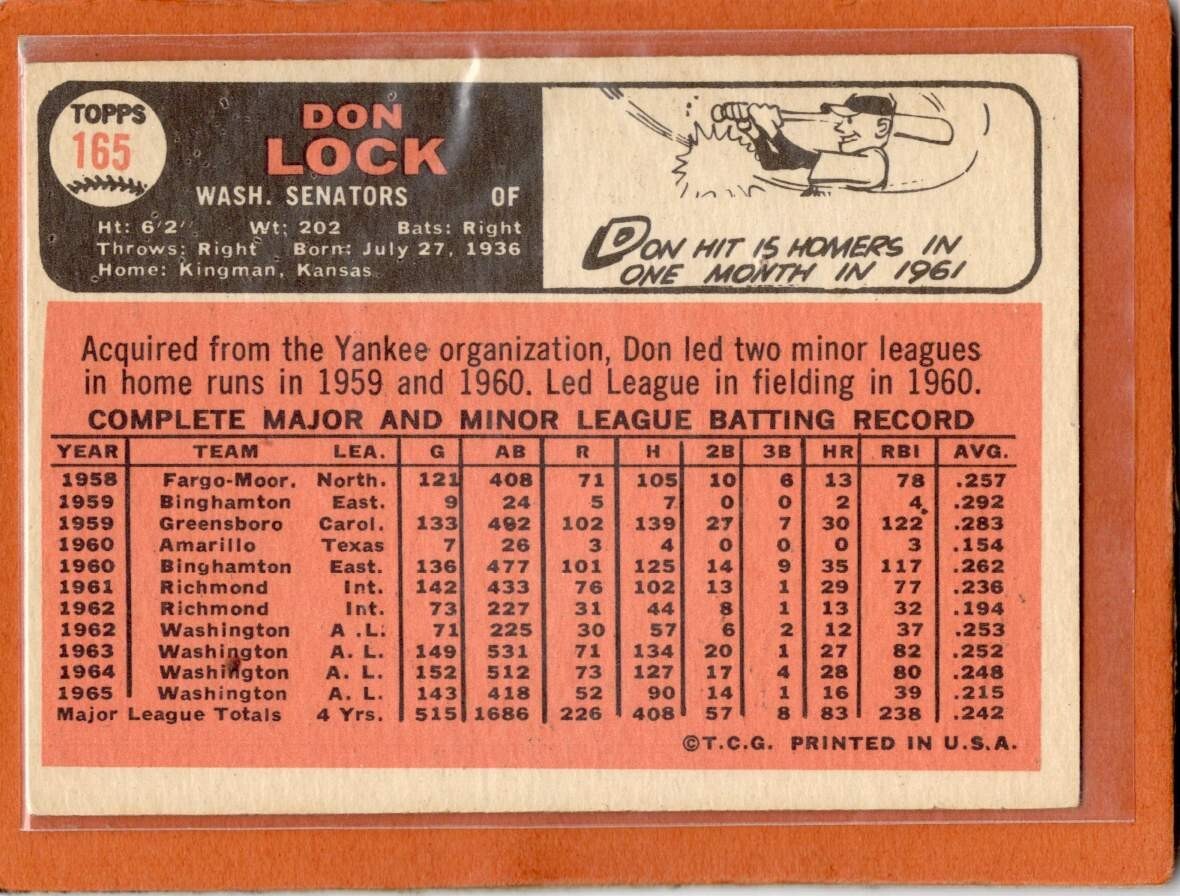 TOPPS
165
DON
LOCK
WASH. SENATORS OF
Ht: 6'2" Wt: 202 Bats: Right
Throws: Right Born: July 27, 1936
Home: Kingman, Kansas
DON HIT 15 HOMERS IN
ONE MONTH IN 1961
Acquired from the Yankee organization, Don led two minor leagues
in home runs in 1959 and 1960. Led League in fielding in 1960.
COMPLETE MAJOR AND MINOR LEAGUE BATTING RECORD
YEAR TEAM LEA. G AB R H 2B 3B HR RBI AVG.
1958 Fargo-Moor. North. 121 408 71 105 10 6 13 78 .257
1959 Binghamton East. 9 24 5 7 0 0 2 4 .292
1959 Greensboro Carol. 133 492 102 139 27 7 30 122 .283
1960 Amarillo Texas 7 26 3 4 0 0 0 3 .154
1960 Binghamton East. 136 477 101 125 14 9 35 117 .262
1961 Richmond Int. 142 433 76 102 13 1 29 77 .236
1962 Richmond Int. 73 227 31 44 8 1 13 32 .194
1962 Washington A.L. 71 225 30 57 6 2 12 37 .253
1963 Washington A. L. 149 531 71 134 20 1 27 82 .252
1964 Washington A. L. 152 512 73 127 17 4 28 80 .248
1965 Washington A. L. 143 418 52 90 14 1 16 39 .215
Major League Totals 4 Yrs. 515 1686 226 408 57 8 83 238 .242
©T.C.G. PRINTED IN U.S.A.